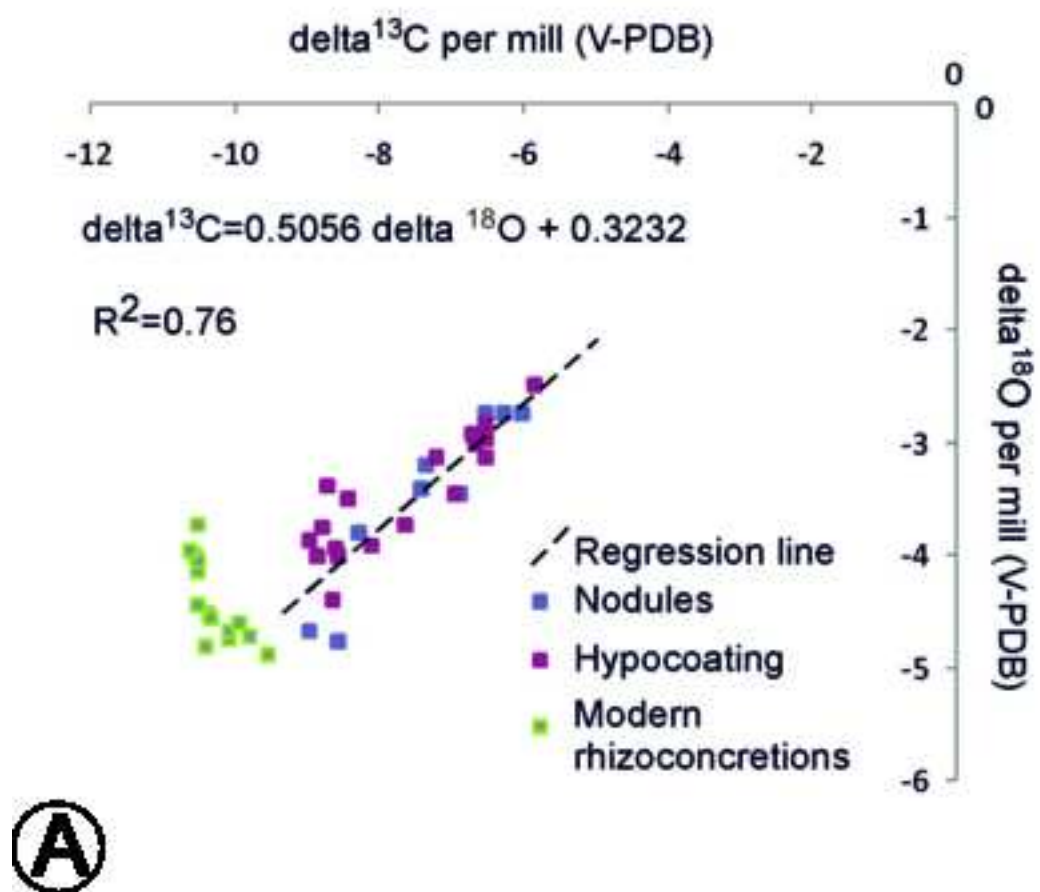 delta¹³C per mill (V-PDB)
0
0
-12 -10 -8 -6 -4 -2
-1
delta¹³C=0.5056 delta ¹⁸O + 0.3232
R²=0.76
-2
-3
-4
-5
-6
delta¹⁸O per mill (V-PDB)
Regression line
Nodules
Hypocoating
Modern
rhizoconcretions
A